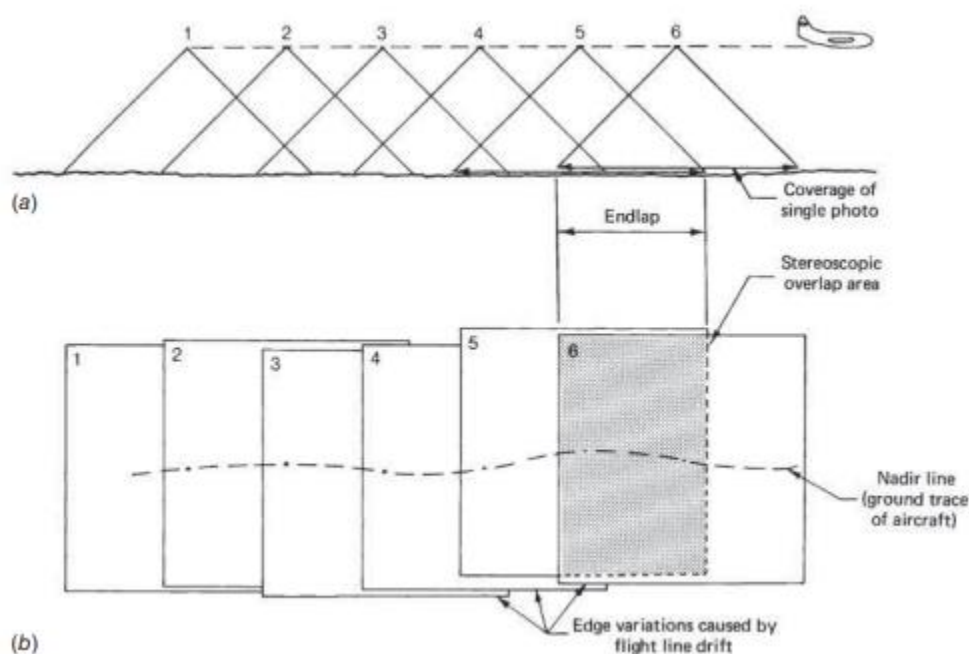 1 2 3 4 5 6
Coverage of
single photo
(a)
Endlap
Stereoscopic
overlap area
1 2 3 4 5 6
Nadir line
(ground trace
of aircraft)
Edge variations caused by
flight line drift
(b)